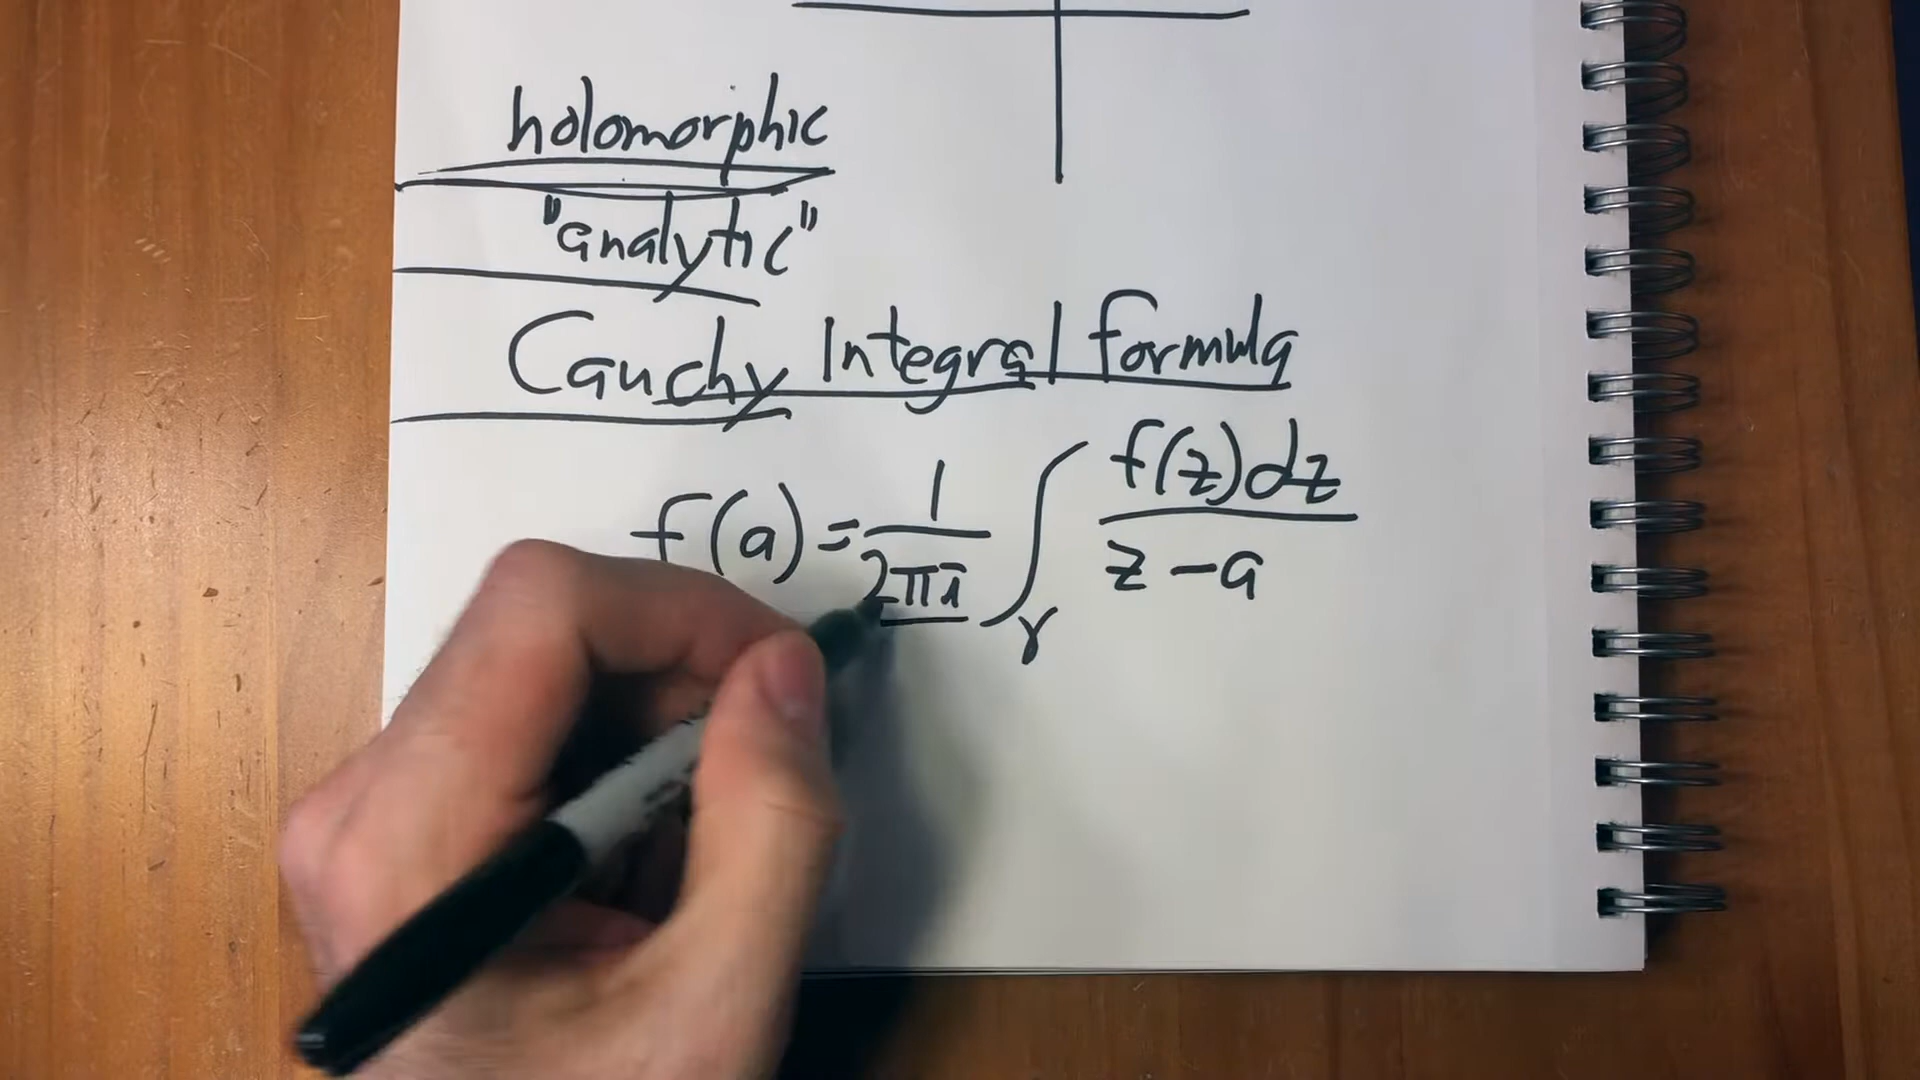 holomorphic
"analytic"
Cauchy Integral formula
f(a) = 1/2πi ∫γ f(z)dz/z-a